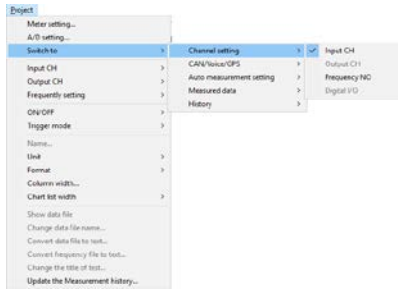 Project
Meter setting...
A/D setting...
Switch to
Input CH
Output CH
Frequently setting
ON/OFF
Trigger mode
Name...
Unit
Format
Column width...
Chart list width
Show data file
Change data file name...
Convert data file to text...
Convert frequency file to text...
Change the title of test...
Update the Measurement history...
Channel setting
CAN/Voice/GPS
Auto measurement setting
Measured data
History
Input CH
Output CH
Frequency NO
Digital I/O